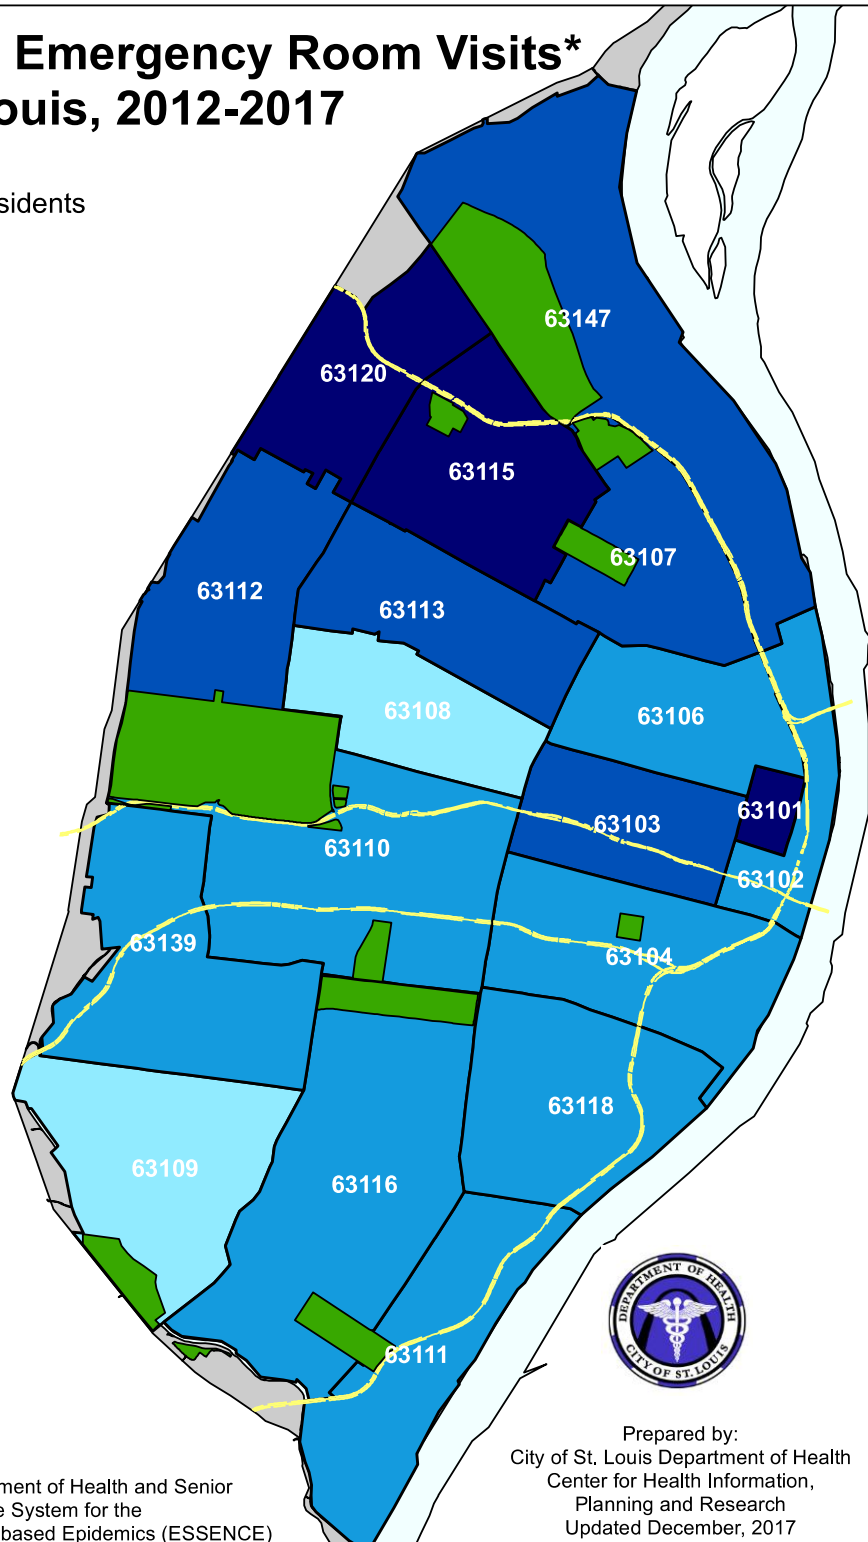 Emergency Room Visits*
ouis, 2012-2017
sidents
63147
63120
63115
63107
63112
63113
63108
63106
63101
63103
63110
63102
63139
63104
63118
63109
63116
63111
DEPARTMENT OF HEALTH
CITY OF ST. LOUIS
Prepared by:
City of St. Louis Department of Health
Center for Health Information,
Planning and Research
Updated December, 2017
ment of Health and Senior
e System for the
based Epidemics (ESSENCE)